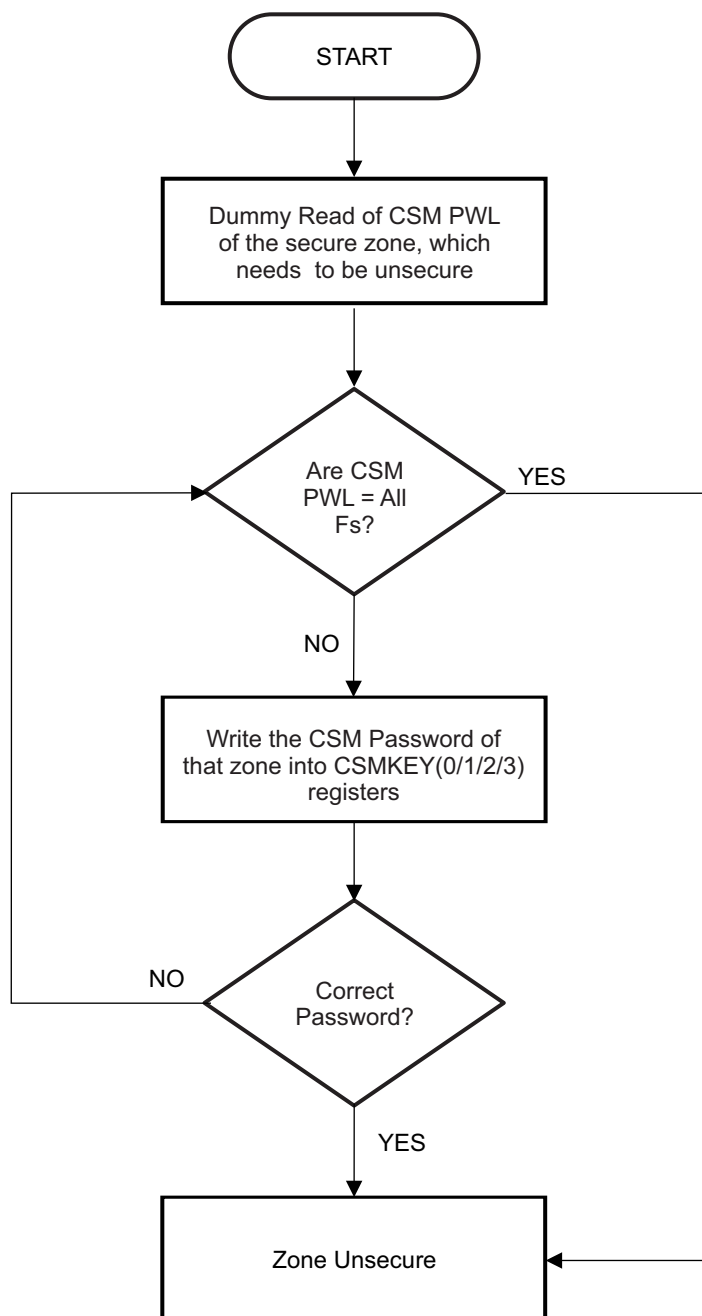 START
Dummy Read of CSM PWL
of the secure zone, which
needs to be unsecure
Are CSM
PWL = All
Fs?
YES
NO
Write the CSM Password of
that zone into CSMKEY(0/1/2/3)
registers
NO
Correct
Password?
YES
Zone Unsecure